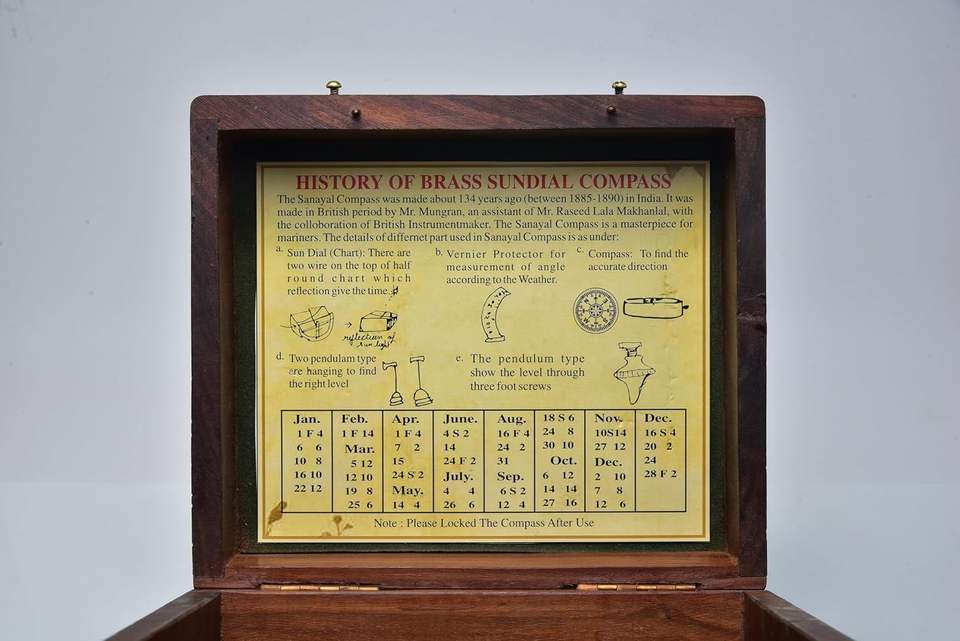 HISTORY OF BRASS SUNDIAL COMPASS
The Sanayal Compass was made about 134 years ago (between 1885-1890) in India. It was
made in British period by Mr. Mungran, an assistant of Mr. Raseed Lala Makhanlal, with
the colloboration of British Instrumentmaker. The Sanayal Compass is a masterpiece for
mariners. The details of differnet part used in Sanayal Compass is as under:
a. Sun Dial (Chart): There are
two wire on the top of half
round chart which
reflection give the time.
b. Vernier Protector for
measurement of angle
according to the Weather.
c. Compass: To find the
accurate direction
reflection of
sun light
d. Two pendulam type
are hanging to find
the right level
e. The pendulum type
show the level through
three foot screws
Jan.
1 F 4
6 6
10 8
16 10
22 12
Feb.
1 F 14
Mar.
5 12
12 10
19 8
25 6
Apr.
1 F 4
7 2
15
24 S 2
May.
14 4
June.
4 S 2
14
24 F 2
July.
4 4
26 6
Aug.
16 F 4
24 2
31
Sep.
6 S 2
12 4
18 S 6
24 8
30 10
Oct.
6 12
14 14
27 16
Nov.
10S14
27 12
Dec.
2 10
7 8
12 6
Dec.
16 S 4
20 2
24
28 F 2
Note : Please Locked The Compass After Use